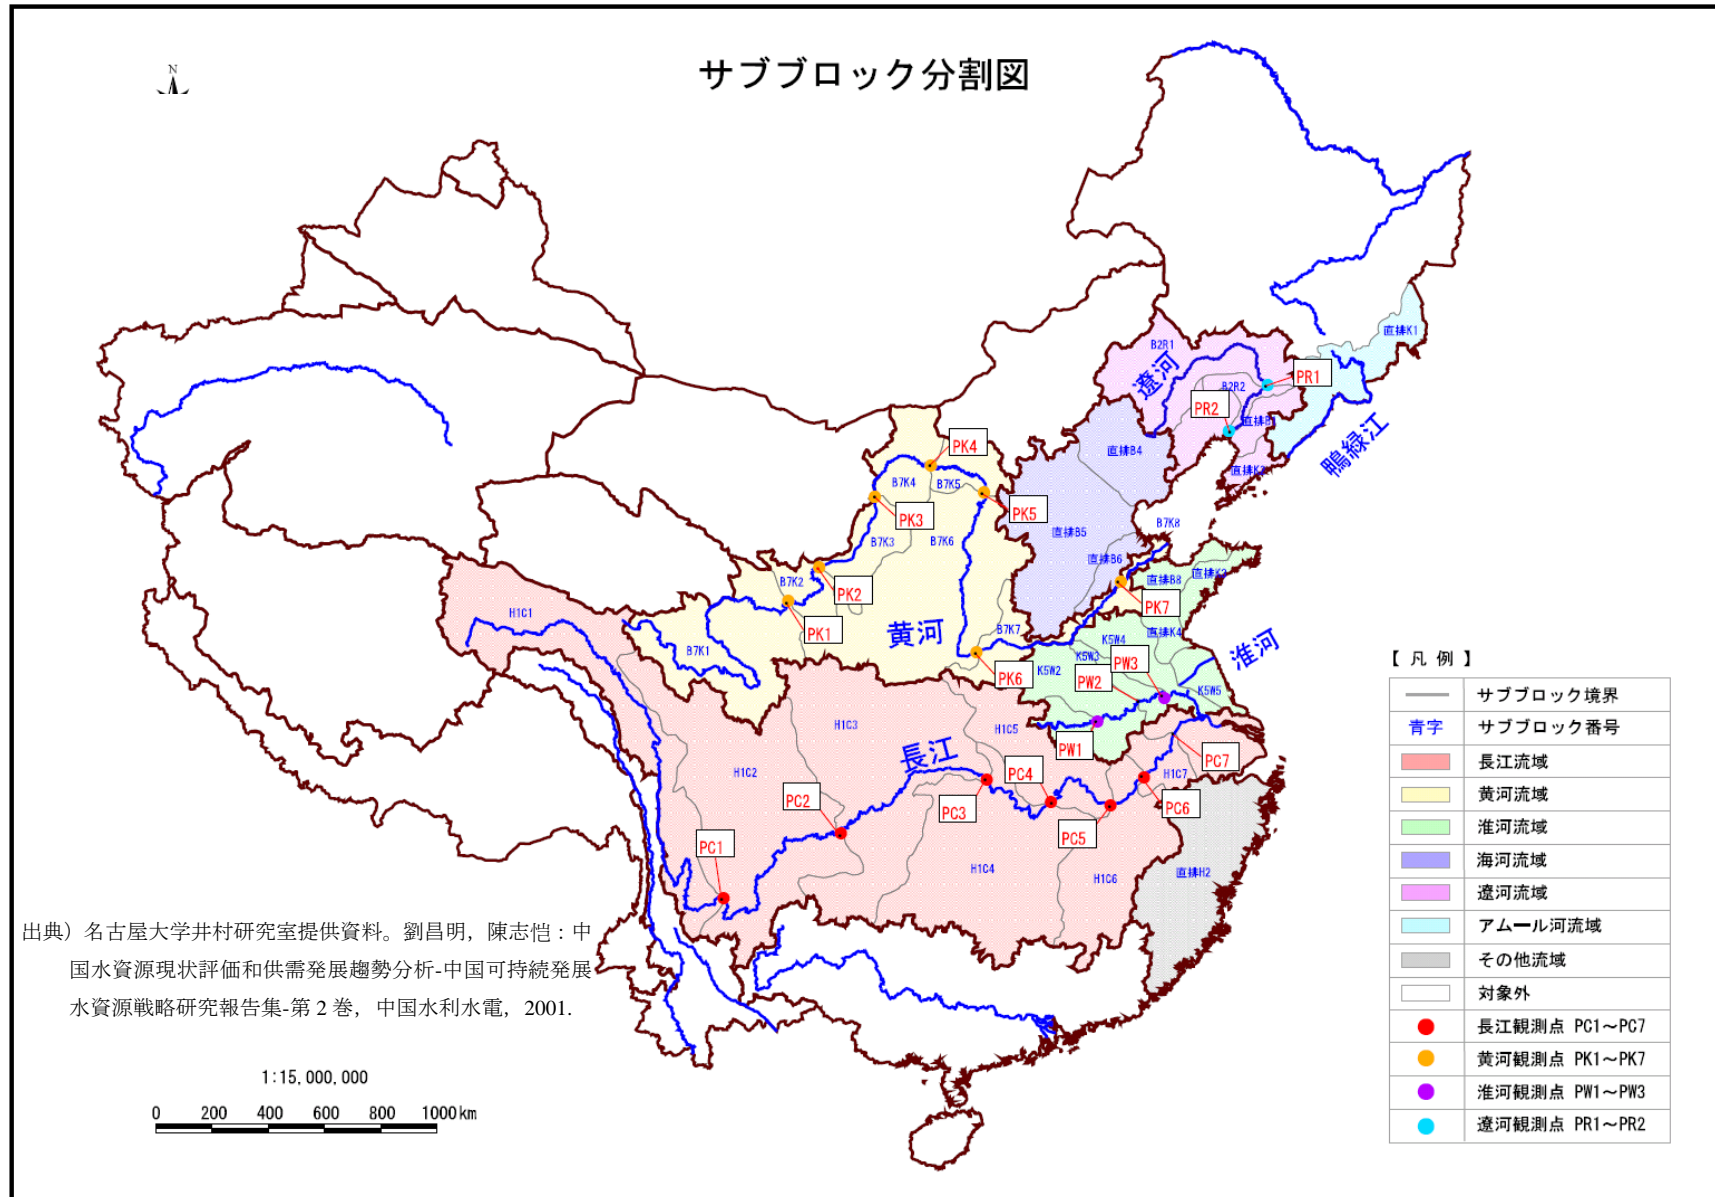 サブブロック分割図
N
直排K1
B2R1
遼河
PR1
B2R2
PR2
鴨緑江
直排B4
PK4
B7K4
B7K5
PK3
PK5
B7K3
B7K6
直排B5
B7K8
直排B6
直排B8
B7K2
PK2
PK7
PK1
H1C1
黄河
B7K7
直排K4
K5W4
K5W3
淮河
B7K1
PK6
K5W2
PW3
PW2
K5W5
H1C3
H1C5
PW1
長江
PC7
H1C2
PC4
H1C7
PC2
PC3
PC6
PC5
PC1
H1C4
H1C6
直排H2
【 凡 例 】
サブブロック境界
青字 サブブロック番号
長江流域
黄河流域
淮河流域
海河流域
遼河流域
アムール河流域
その他流域
対象外
長江観測点 PC1～PC7
黄河観測点 PK1～PK7
淮河観測点 PW1～PW3
遼河観測点 PR1～PR2
出典）名古屋大学井村研究室提供資料。劉昌明，陳志恺：中
国水資源現状評価和供需発展趨勢分析-中国可持続発展
水資源戦略研究報告集-第 2 巻，中国水利水電，2001.
1:15,000,000
0 200 400 600 800 1000km